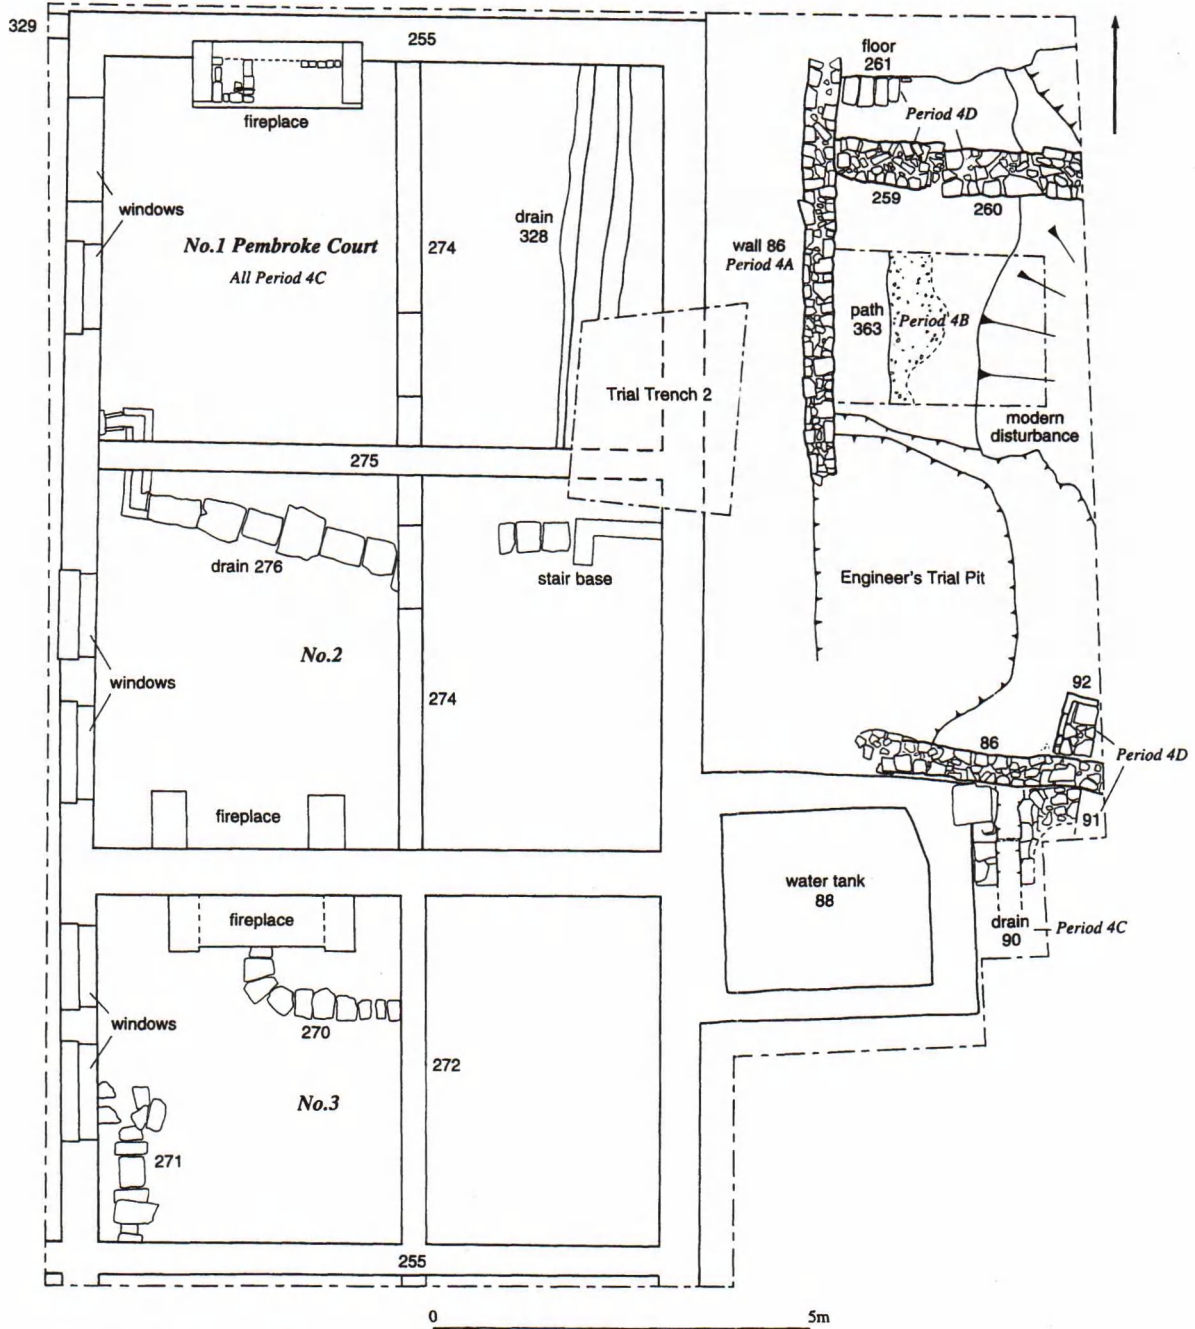 329
255
floor
261
fireplace
Period 4D
windows
259
260
No.1 Pembroke Court
All Period 4C
274
drain
328
wall 86
Period 4A
path
363
Period 4B
Trial Trench 2
modern
disturbance
275
drain 276
stair base
Engineer's Trial Pit
No.2
windows
274
92
86
Period 4D
fireplace
91
water tank
88
fireplace
drain
90
Period 4C
windows
270
272
No.3
271
255
0
5m